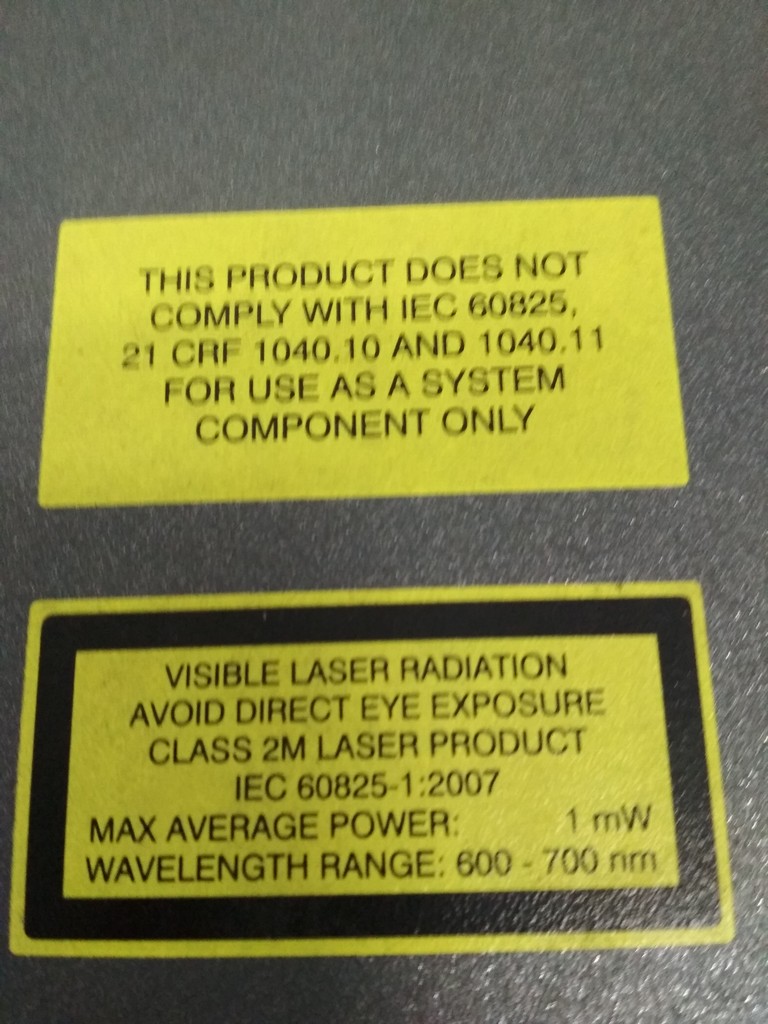 THIS PRODUCT DOES NOT
COMPLY WITH IEC 60825,
21 CRF 1040.10 AND 1040.11
FOR USE AS A SYSTEM
COMPONENT ONLY
VISIBLE LASER RADIATION
AVOID DIRECT EYE EXPOSURE
CLASS 2M LASER PRODUCT
IEC 60825-1:2007
MAX AVERAGE POWER: 1 mW
WAVELENGTH RANGE: 600 - 700 nm